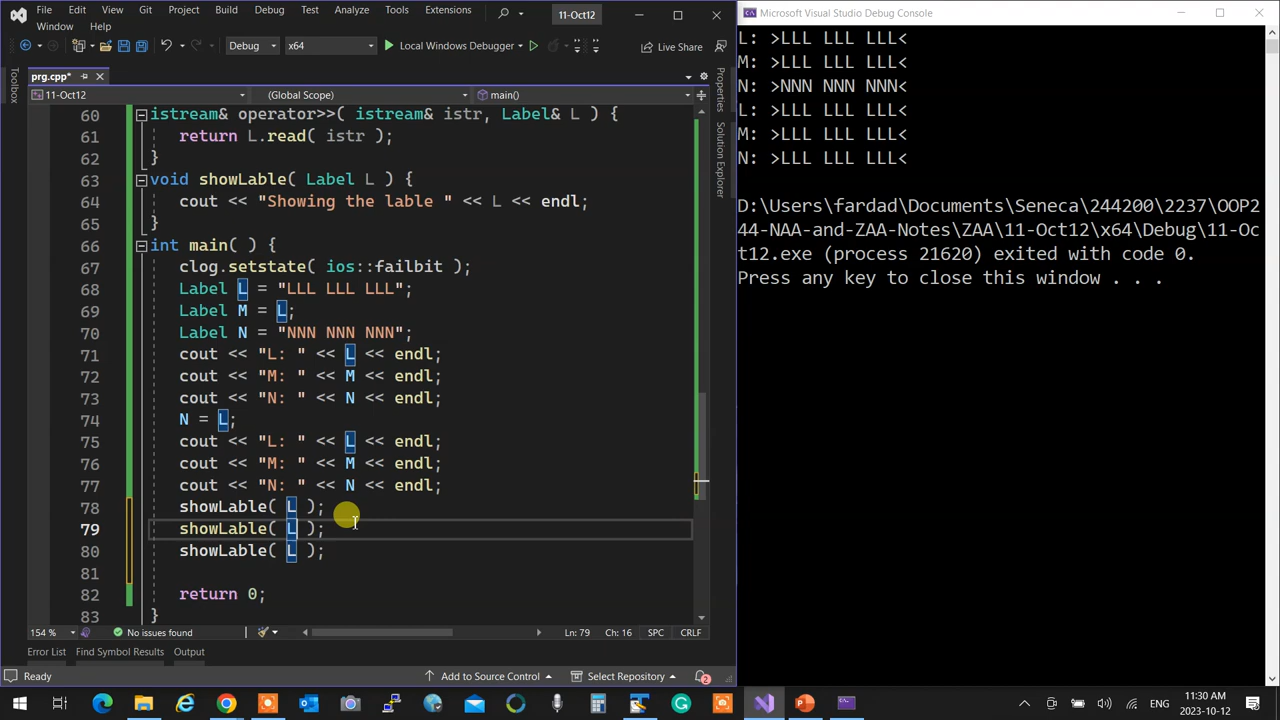 File Edit View Git Project Build Debug 11-Oct12
Test Analyze Tools Extensions
Window Help
Debug x64 Local Windows Debugger Live Share
prg.cpp*
11-Oct12 (Global Scope) main()
Toolbox
Properties
Solution Explorer
60 istream& operator>>( istream& istr, Label& L ) {
61 return L.read( istr );
62 }
63 void showLable( Label L ) {
64 cout << "Showing the lable " << L << endl;
65 }
66 int main( ) {
67 clog.setstate( ios::failbit );
68 Label L = "LLL LLL LLL";
69 Label M = L;
70 Label N = "NNN NNN NNN";
71 cout << "L: " << L << endl;
72 cout << "M: " << M << endl;
73 cout << "N: " << N << endl;
74 N = L;
75 cout << "L: " << L << endl;
76 cout << "M: " << M << endl;
77 cout << "N: " << N << endl;
78 showLable( L );
79 showLable( L );
80 showLable( L );
81
82 return 0;
83 }
154 % No issues found Ln: 79 Ch: 16 SPC CRLF
Error List Find Symbol Results Output
Ready Add to Source Control Select Repository 2
Microsoft Visual Studio Debug Console
L: >LLL LLL LLL<
M: >LLL LLL LLL<
N: >NNN NNN NNN<
L: >LLL LLL LLL<
M: >LLL LLL LLL<
N: >LLL LLL LLL<
D:\Users\fardad\Documents\Seneca\244200\2237\OOP2
44-NAA-and-ZAA-Notes\ZAA\11-Oct12\x64\Debug\11-Oc
t12.exe (process 21620) exited with code 0.
Press any key to close this window . . .
ENG
11:30 AM
2023-10-12